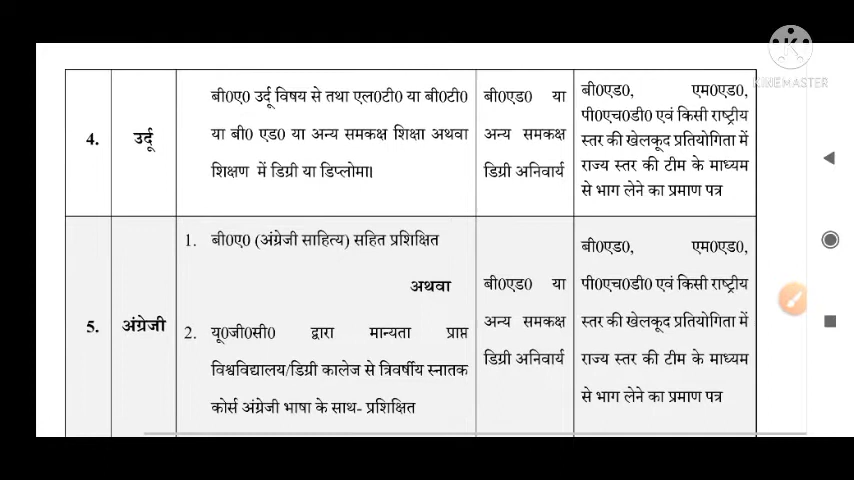 KINEMASTER
4.
उर्दू
बी0ए0 उर्दू विषय से तथा एल0टी0 या बी0टी0
या बी0 एड0 या अन्य समकक्ष शिक्षा अथवा
शिक्षण में डिग्री या डिप्लोमा।
बी0एड0 या
अन्य समकक्ष
डिग्री अनिवार्य
बी0एड0, एम0एड0,
पी0एच0डी0 एवं किसी राष्ट्रीय
स्तर की खेलकूद प्रतियोगिता में
राज्य स्तर की टीम के माध्यम
से भाग लेने का प्रमाण पत्र
5.
अंग्रेजी
1. बी0ए0 (अंग्रेजी साहित्य) सहित प्रशिक्षित
अथवा
2. यू0जी0सी0 द्वारा मान्यता प्राप्त
विश्वविद्यालय/डिग्री कालेज से त्रिवर्षीय स्नातक
कोर्स अंग्रेजी भाषा के साथ- प्रशिक्षित
बी0एड0 या
अन्य समकक्ष
डिग्री अनिवार्य
बी0एड0, एम0एड0,
पी0एच0डी0 एवं किसी राष्ट्रीय
स्तर की खेलकूद प्रतियोगिता में
राज्य स्तर की टीम के माध्यम
से भाग लेने का प्रमाण पत्र